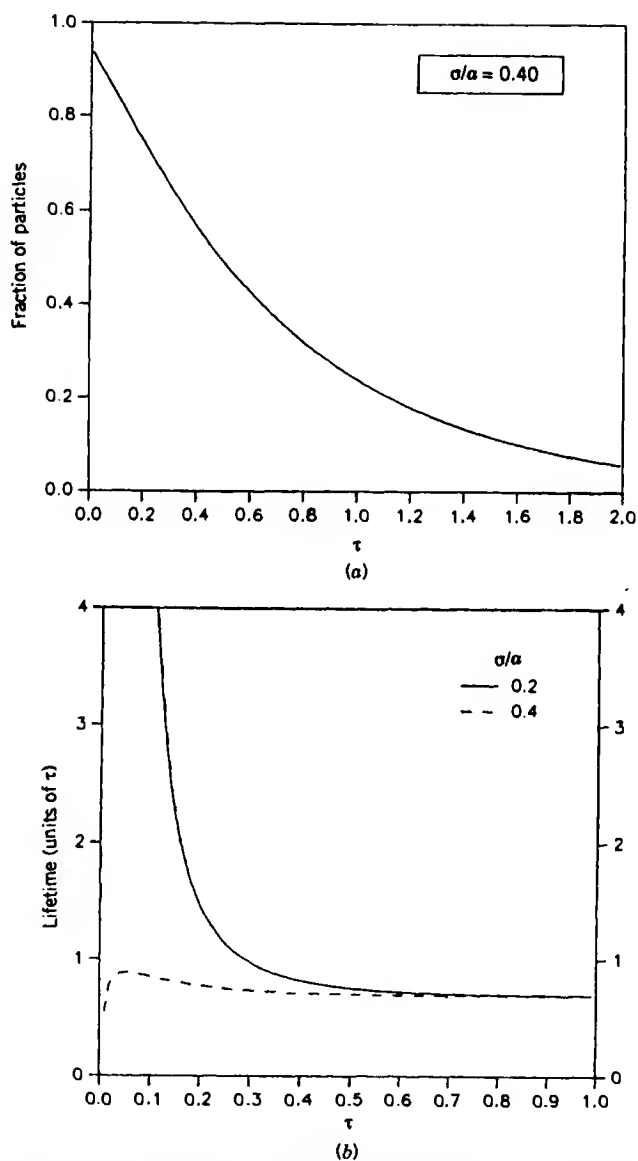 Fraction of particles
1.0
0.8
0.6
0.4
0.2
0.0
σ/a = 0.40
0.0 0.2 0.4 0.6 0.8 1.0 1.2 1.4 1.6 1.8 2.0
τ
(a)
Lifetime (units of τ)
4
3
2
1
0
σ/a
0.2
0.4
4
3
2
1
0
0.0 0.1 0.2 0.3 0.4 0.5 0.6 0.7 0.8 0.9 1.0
τ
(b)